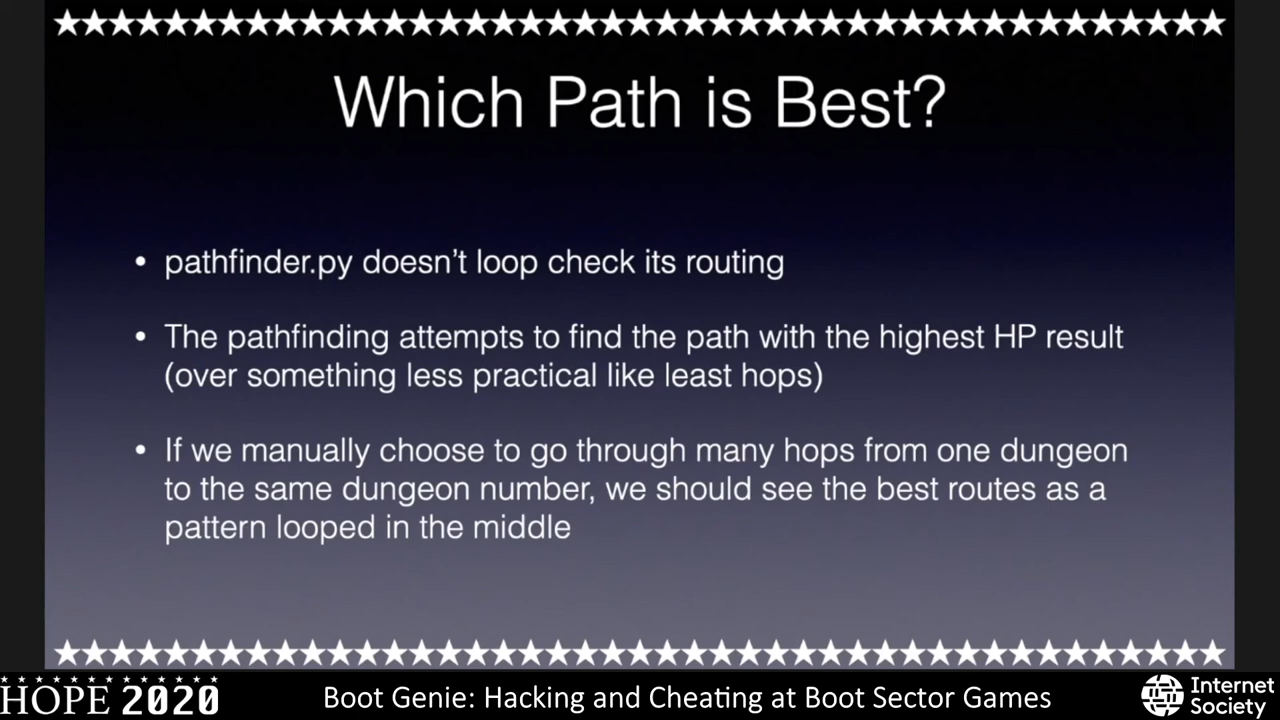 Which Path is Best?
• pathfinder.py doesn't loop check its routing
• The pathfinding attempts to find the path with the highest HP result
(over something less practical like least hops)
• If we manually choose to go through many hops from one dungeon
to the same dungeon number, we should see the best routes as a
pattern looped in the middle
HOPE 2020
Boot Genie: Hacking and Cheating at Boot Sector Games
Internet
Society